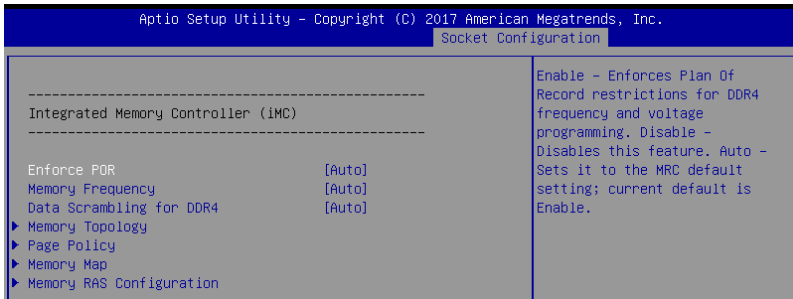 Aptio Setup Utility – Copyright (C) 2017 American Megatrends, Inc.
Socket Configuration
------------------------------------------------
Integrated Memory Controller (iMC)
------------------------------------------------
Enforce POR [Auto]
Memory Frequency [Auto]
Data Scrambling for DDR4 [Auto]
Memory Topology
Page Policy
Memory Map
Memory RAS Configuration
Enable – Enforces Plan Of
Record restrictions for DDR4
frequency and voltage
programming. Disable –
Disables this feature. Auto –
Sets it to the MRC default
setting; current default is
Enable.